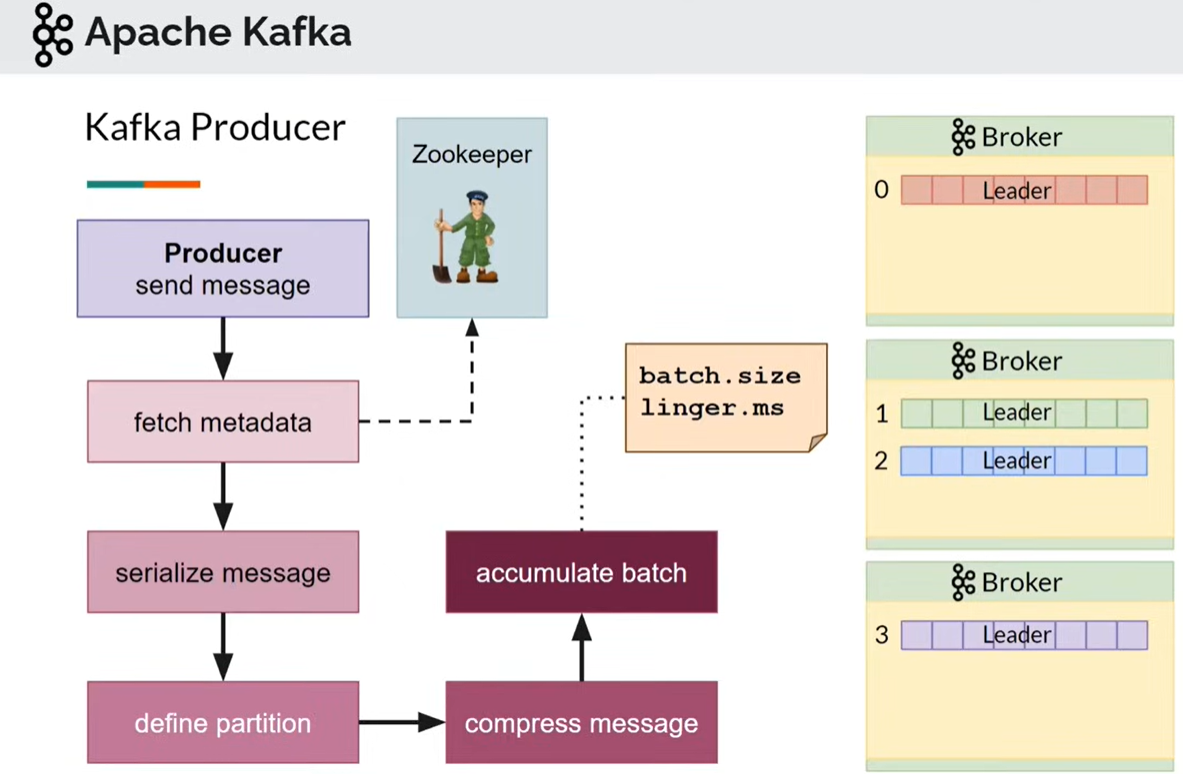 Apache Kafka
Kafka Producer
Zookeeper
Producer
send message
fetch metadata
serialize message
define partition
compress message
accumulate batch
batch.size
linger.ms
Broker
0 Leader
Broker
1 Leader
2 Leader
Broker
3 Leader